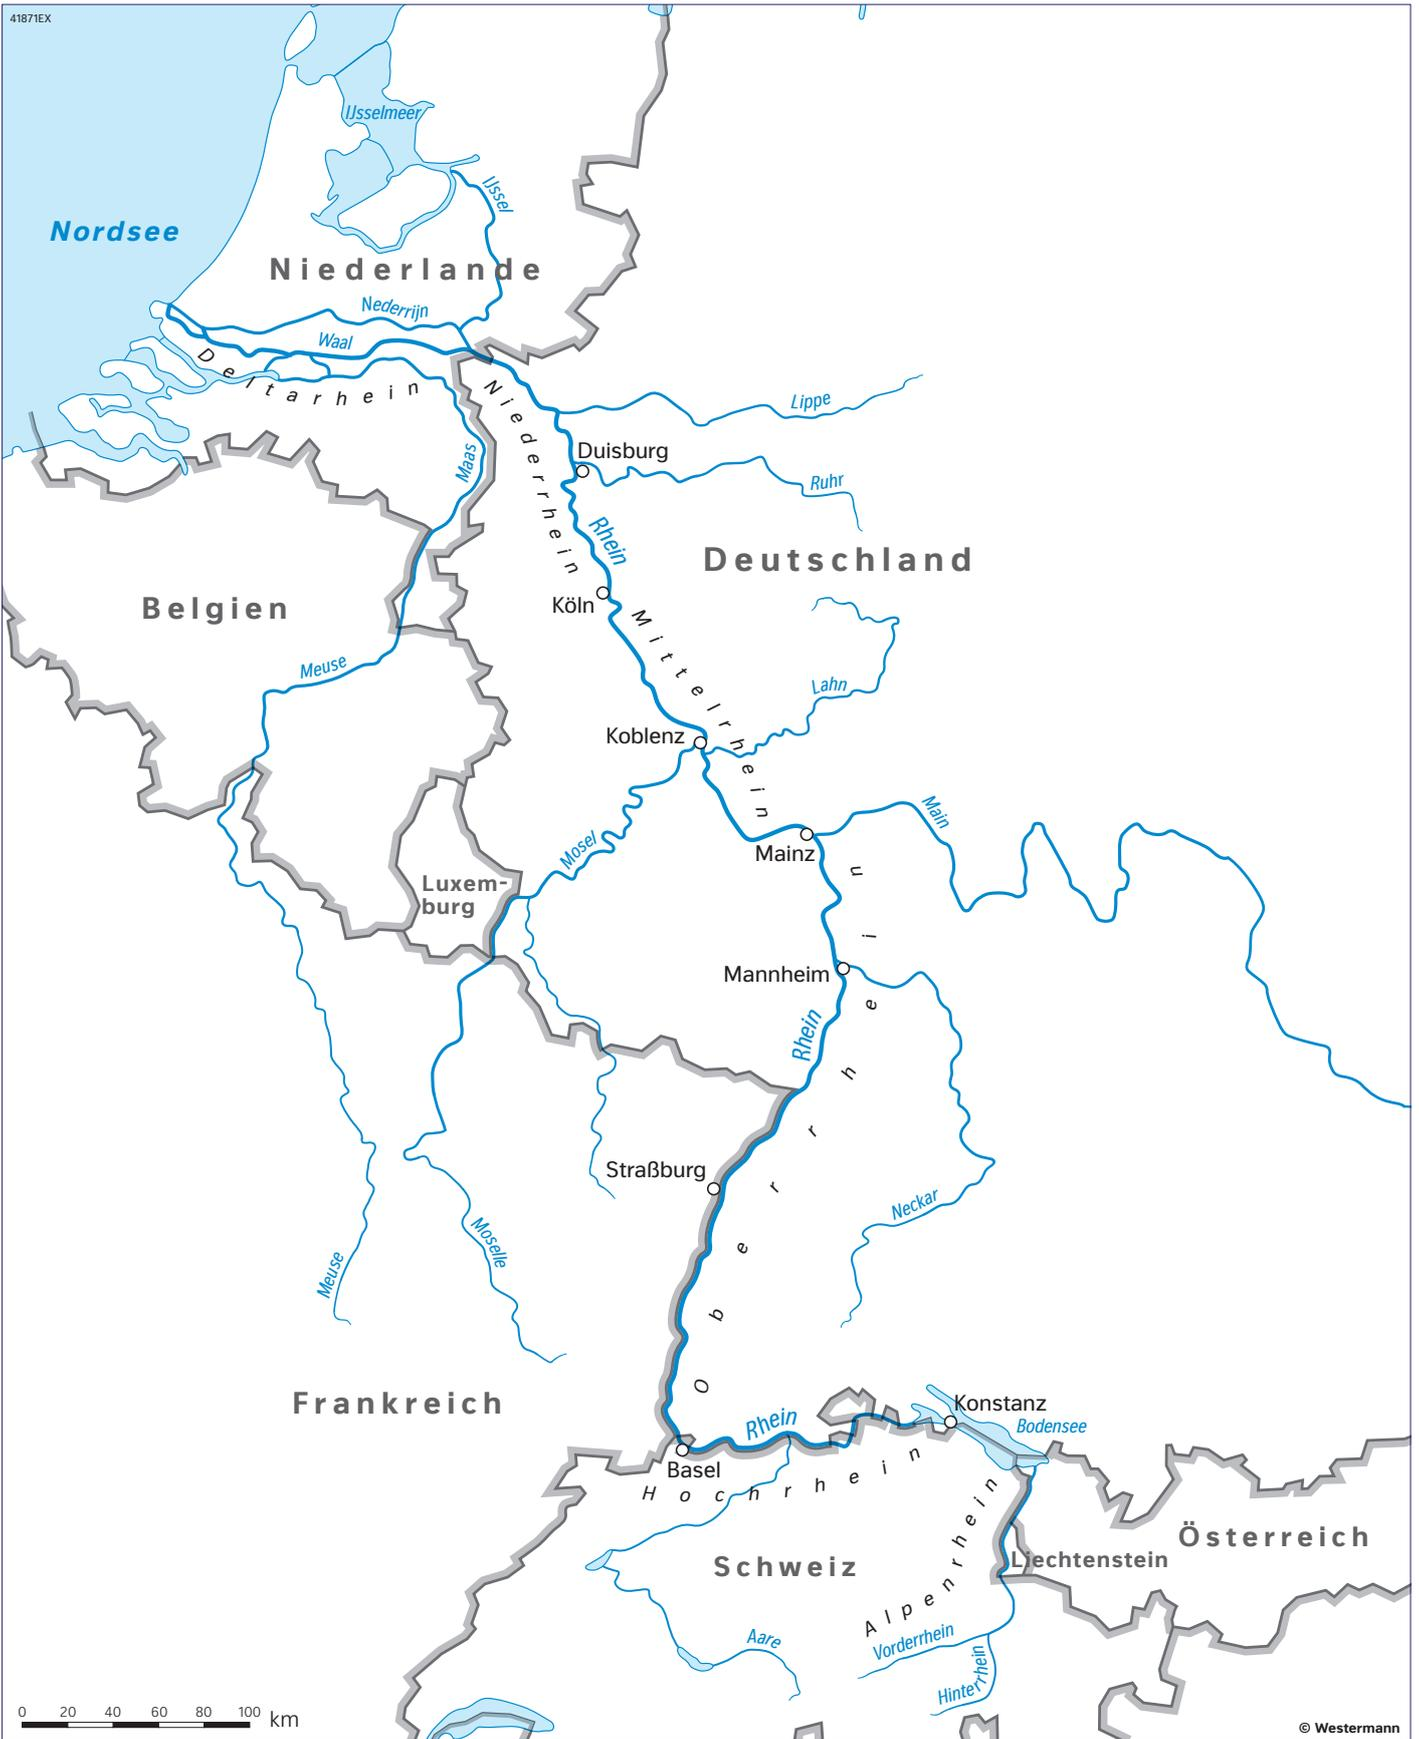 41871EX
IJsselmeer
IJssel
Nordsee
Niederlande
Nederrijn
Waal
Deltarhein
Niederrhein
Lippe
Maas
Duisburg
Ruhr
Rhein
Deutschland
Belgien
Köln
Mittelrhein
Meuse
Lahn
Koblenz
Main
Mosel
Mainz
Luxem-
burg
Mannheim
Rhein
Oberrhein
Straßburg
Neckar
Moselle
Meuse
Frankreich
Konstanz
Rhein
Bodensee
Basel
Hochrhein
Alpenrhein
Österreich
Liechtenstein
Schweiz
Aare
Vorderrhein
Hinterrhein
0 20 40 60 80 100 km
© Westermann